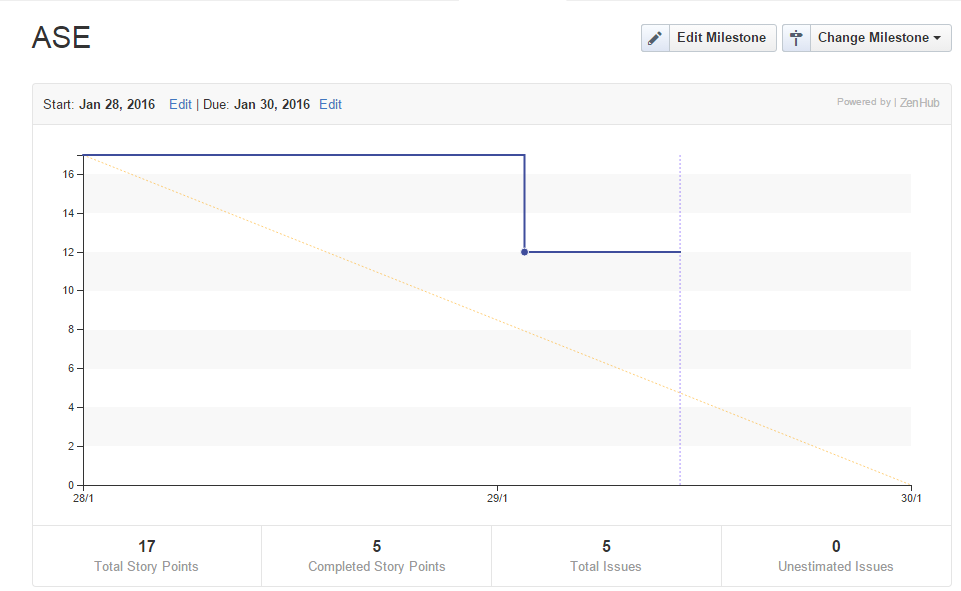 ASE
Edit Milestone
Change Milestone
Start: Jan 28, 2016 Edit | Due: Jan 30, 2016 Edit
Powered by | ZenHub
16
14
12
10
8
6
4
2
0
28/1 29/1 30/1
17 5 5 0
Total Story Points Completed Story Points Total Issues Unestimated Issues